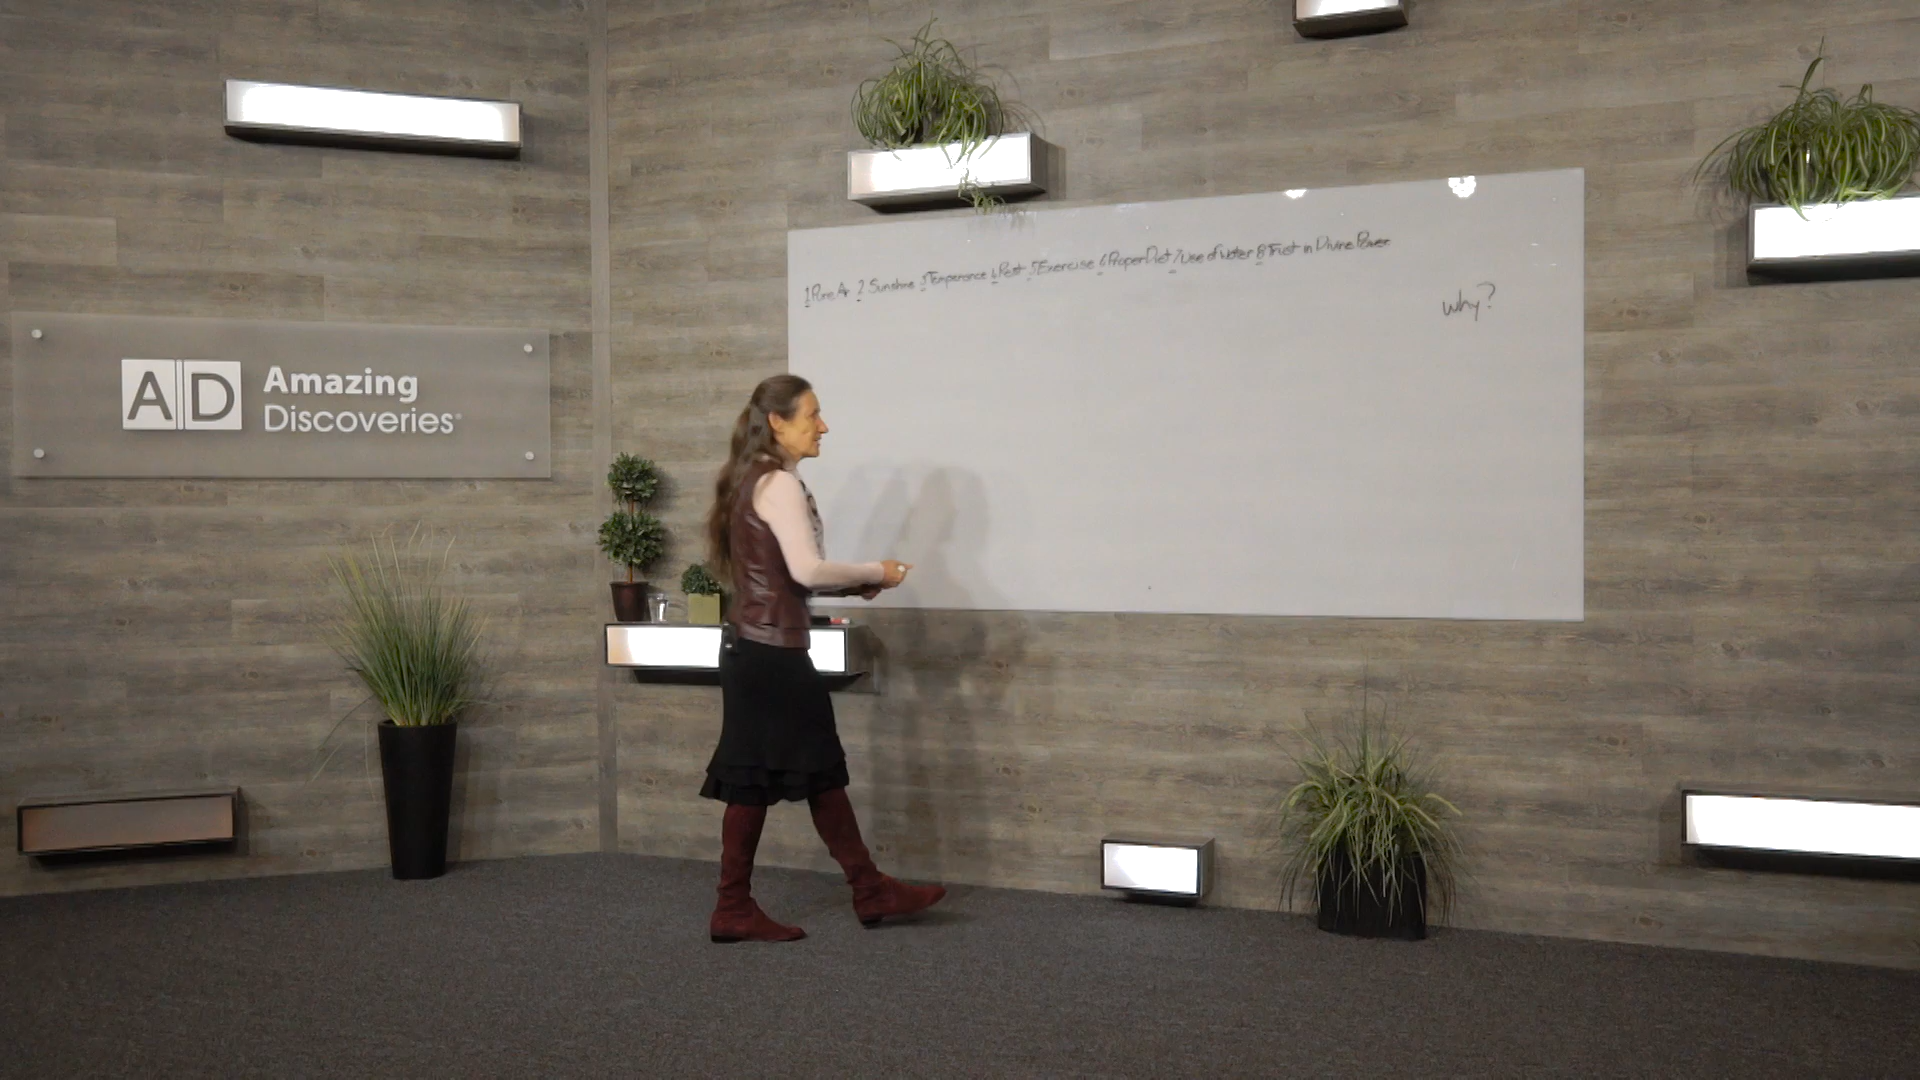 AD
Amazing
Discoveries
1 Pure Air 2 Sunshine 3 Temperance 4 Rest 5 Exercise 6 Proper Diet 7 Use of Water 8 Trust in Divine Power
why?